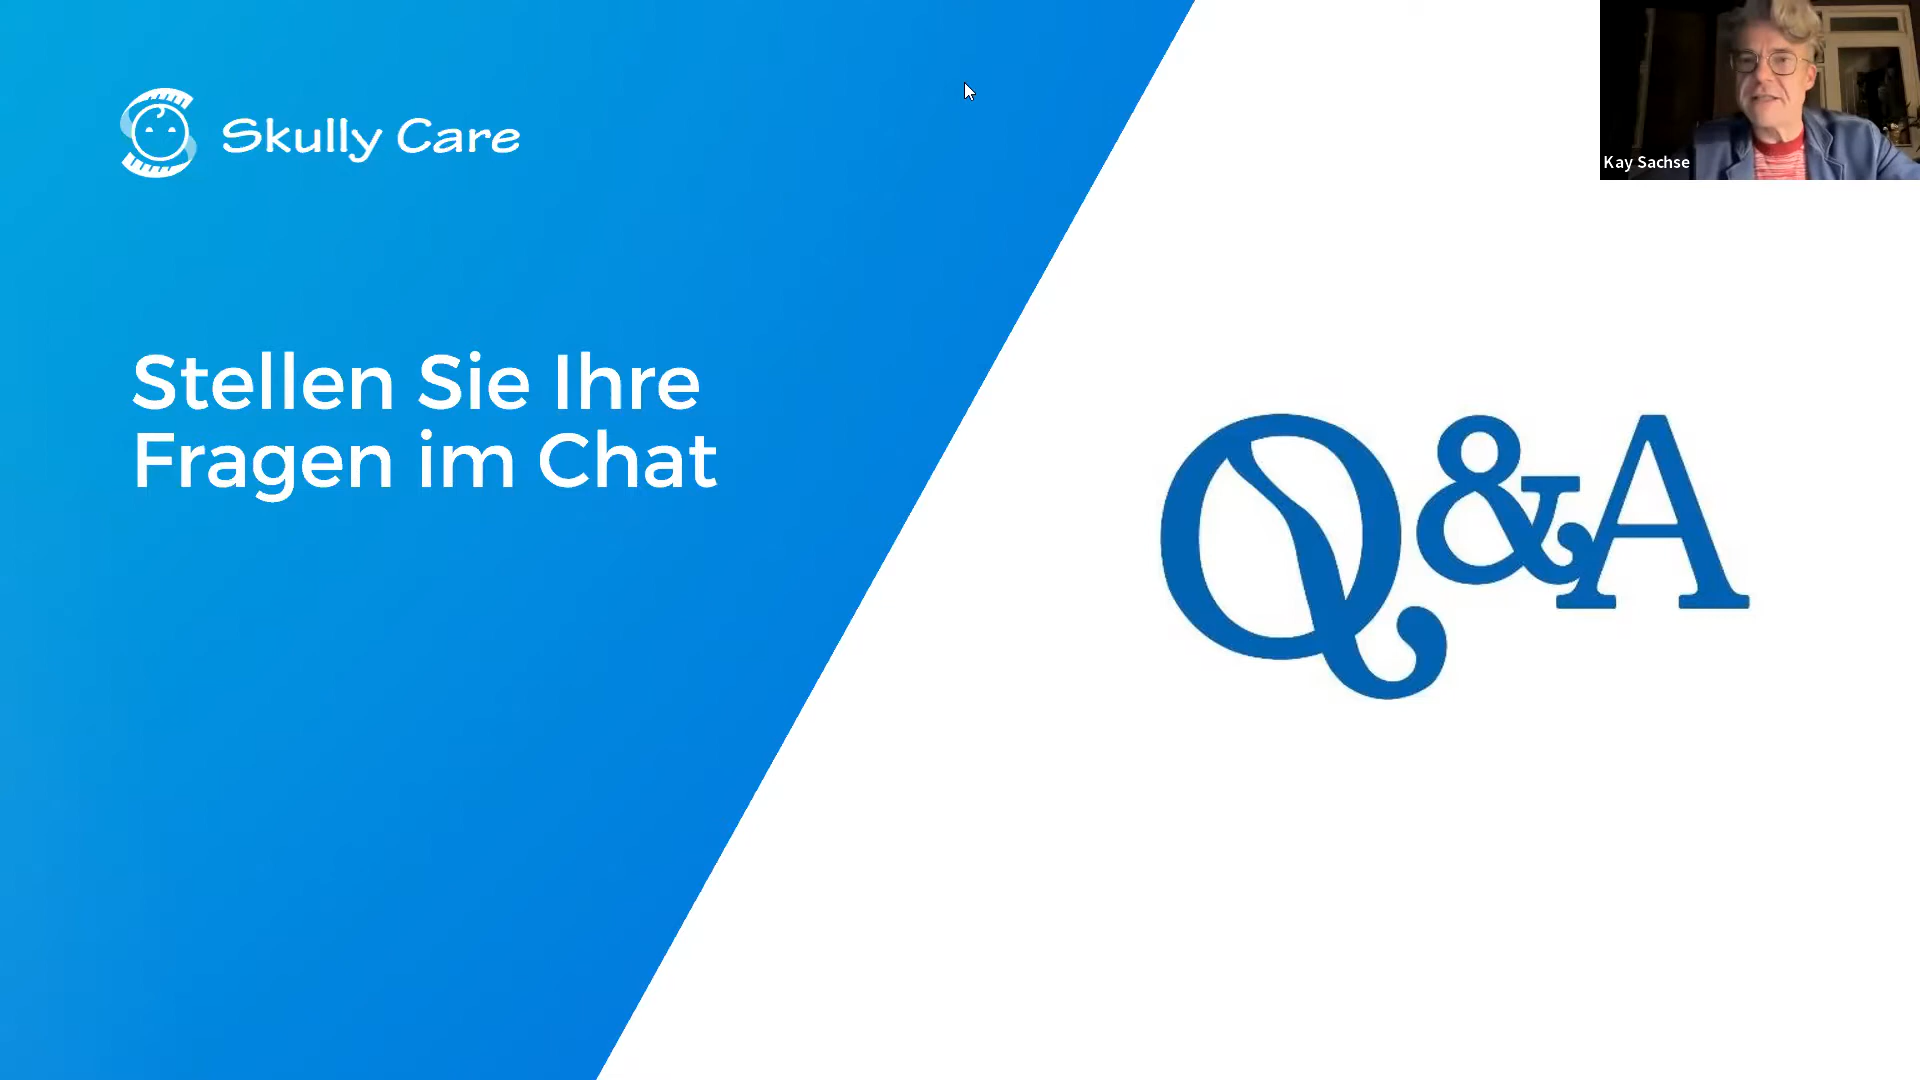 Skully Care
Kay Sachse
Stellen Sie Ihre
Fragen im Chat
Q&A